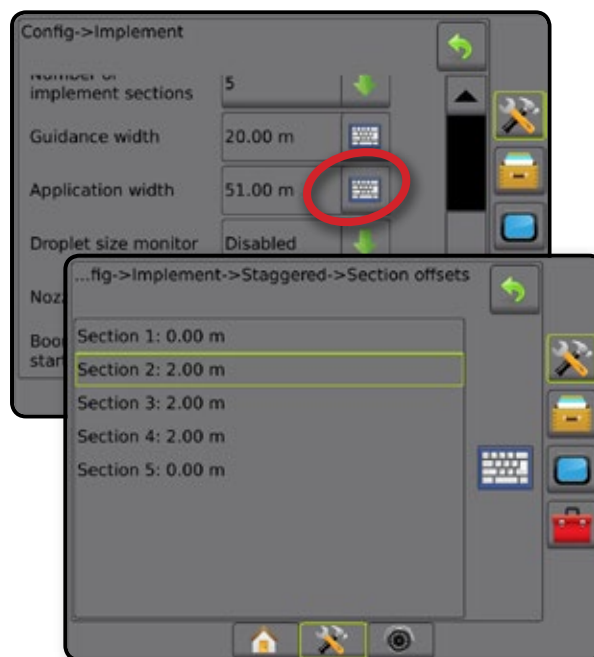 Config->Implement
implement sections
5
Guidance width
20.00 m
Application width
51.00 m
Droplet size monitor
Disabled
...fig->Implement->Staggered->Section offsets
Section 1: 0.00 m
Section 2: 2.00 m
Section 3: 2.00 m
Section 4: 2.00 m
Section 5: 0.00 m